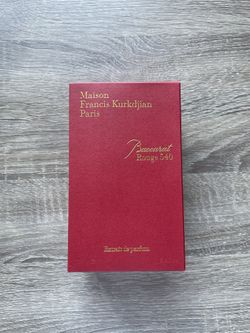 Maison
Francis Kurkdjian
Paris
Baccarat
Rouge 540
Extrait de parfum